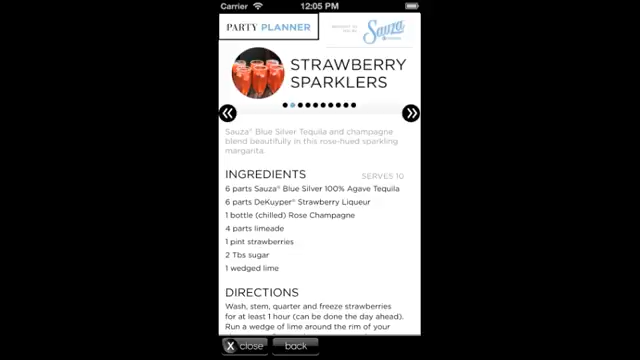 Carrier 12:05 PM
PARTY PLANNER
BROUGHT TO
YOU BY
Sauza
STRAWBERRY
SPARKLERS
Sauza® Blue Silver Tequila and champagne
blend beautifully in this rose-hued sparkling
margarita.
INGREDIENTS SERVES 10
6 parts Sauza® Blue Silver 100% Agave Tequila
6 parts DeKuyper® Strawberry Liqueur
1 bottle (chilled) Rose Champagne
4 parts limeade
1 pint strawberries
2 Tbs sugar
1 wedged lime
DIRECTIONS
Wash, stem, quarter and freeze strawberries
for at least 1 hour (can be done the day ahead).
Run a wedge of lime around the rim of your
X close back